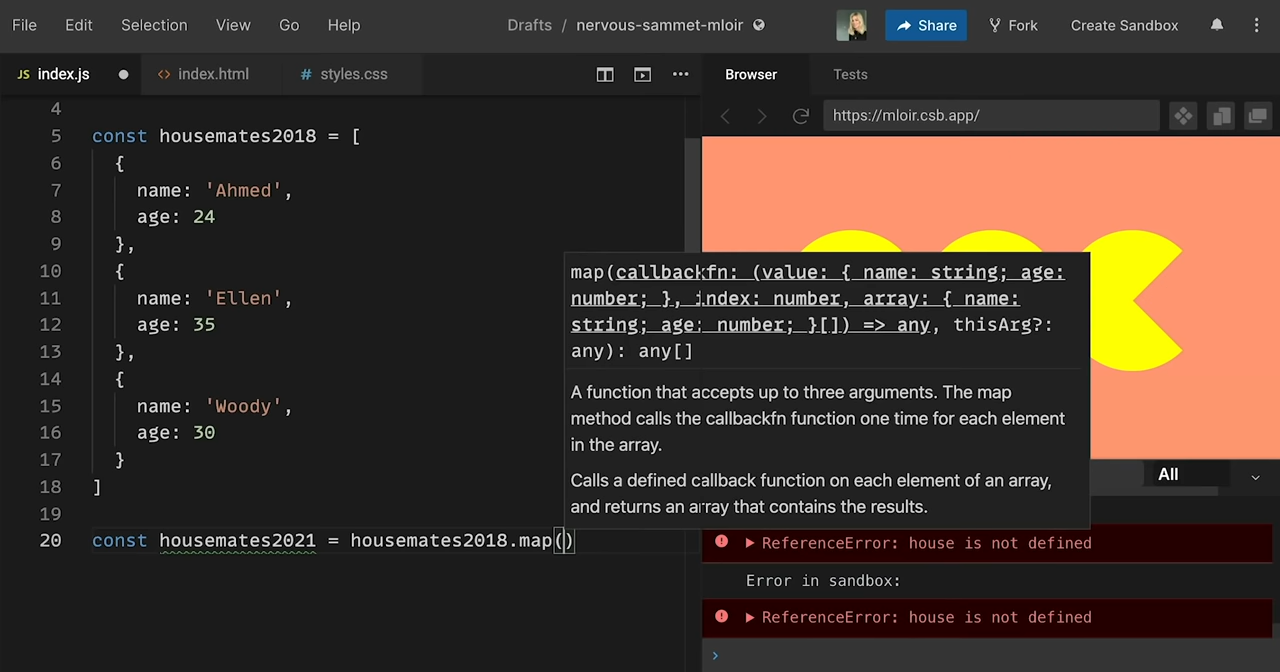 File Edit Selection View Go Help Drafts / nervous-sammet-mloir Share Fork Create Sandbox
JS index.js <> index.html # styles.css Browser Tests
https://mloir.csb.app/
4
5 const housemates2018 = [
6 {
7 name: 'Ahmed',
8 age: 24
9 },
10 {
11 name: 'Ellen',
12 age: 35
13 },
14 {
15 name: 'Woody',
16 age: 30
17 }
18 ]
19
20 const housemates2021 = housemates2018.map()
map(callbackfn: (value: { name: string; age:
number; }, index: number, array: { name:
string; age: number; }[]) => any, thisArg?:
any): any[]
A function that accepts up to three arguments. The map
method calls the callbackfn function one time for each element
in the array.
Calls a defined callback function on each element of an array,
and returns an array that contains the results.
All
ReferenceError: house is not defined
Error in sandbox:
ReferenceError: house is not defined